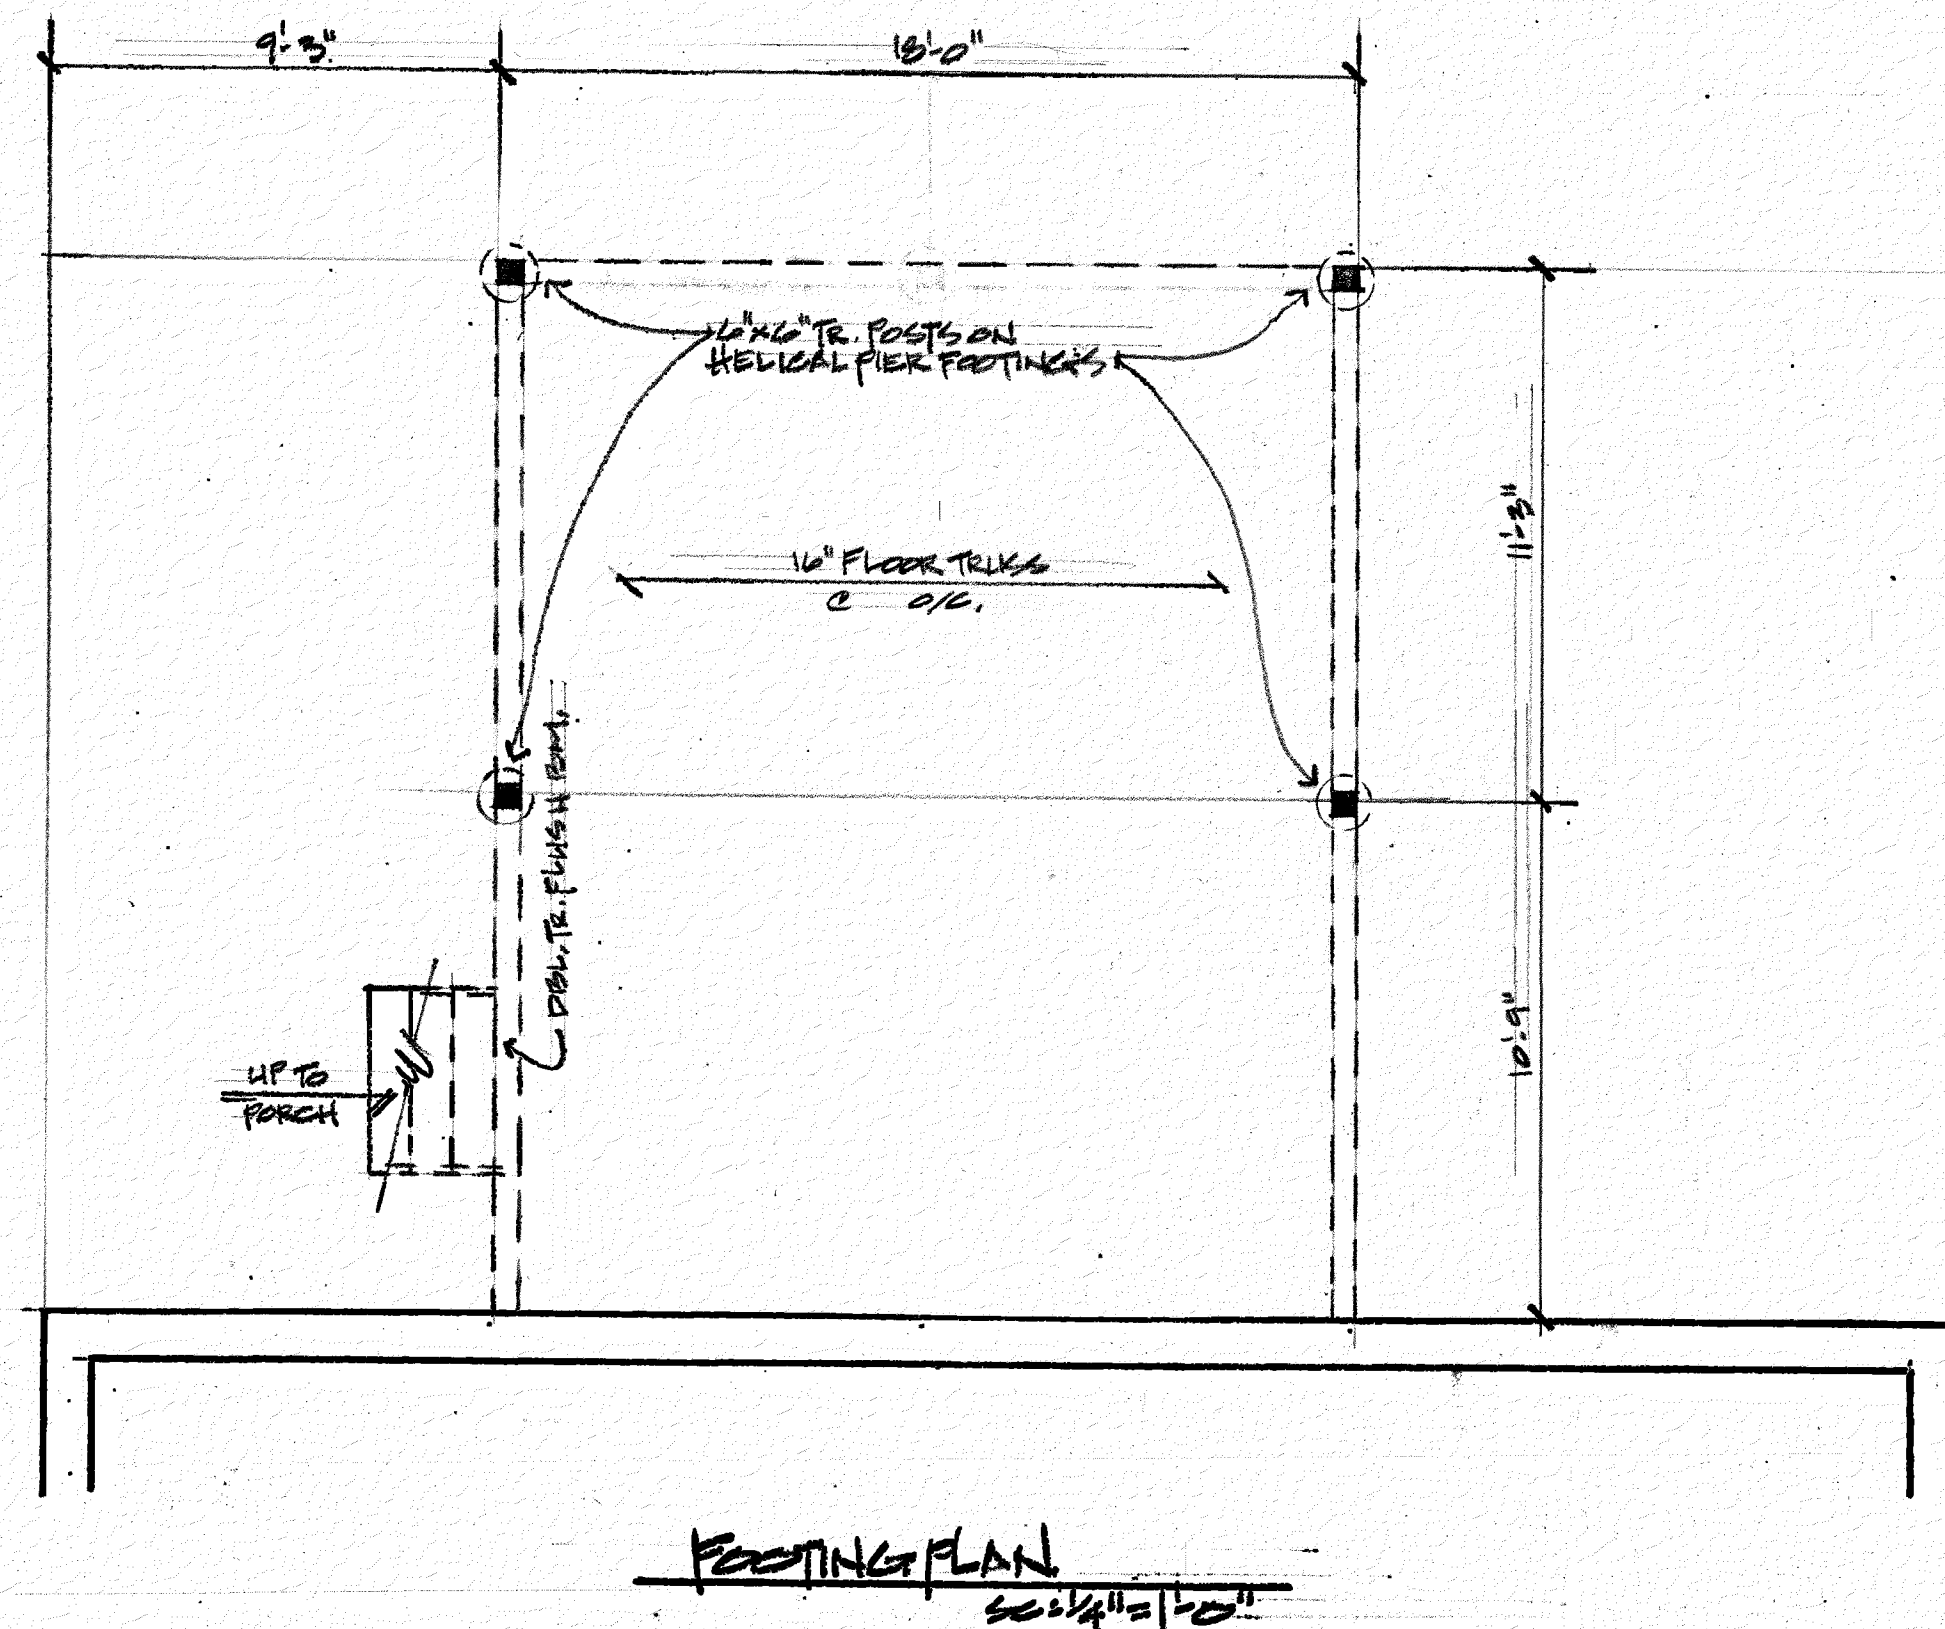 9'-3"
18'-0"
6"x6" TR. POSTS ON
HELICAL PIER FOOTINGS
11'-3"
16" FLOOR TRUSS
@ O/C.
DBL. TR. FLUSH BM.
10'-9"
UP TO
PORCH
FOOTING PLAN
SC: 1/4" = 1'-0"